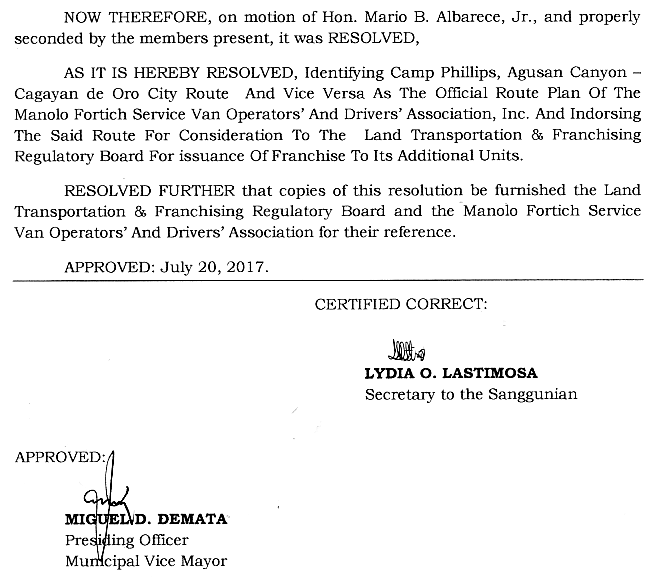 NOW THEREFORE, on motion of Hon. Mario B. Albarece, Jr., and properly
seconded by the members present, it was RESOLVED,
AS IT IS HEREBY RESOLVED, Identifying Camp Phillips, Agusan Canyon –
Cagayan de Oro City Route And Vice Versa As The Official Route Plan Of The
Manolo Fortich Service Van Operators' And Drivers' Association, Inc. And Indorsing
The Said Route For Consideration To The Land Transportation & Franchising
Regulatory Board For issuance Of Franchise To Its Additional Units.
RESOLVED FURTHER that copies of this resolution be furnished the Land
Transportation & Franchising Regulatory Board and the Manolo Fortich Service
Van Operators' And Drivers' Association for their reference.
APPROVED: July 20, 2017.
CERTIFIED CORRECT:
LYDIA O. LASTIMOSA
Secretary to the Sanggunian
APPROVED:
MIGUEL D. DEMATA
Presiding Officer
Municipal Vice Mayor